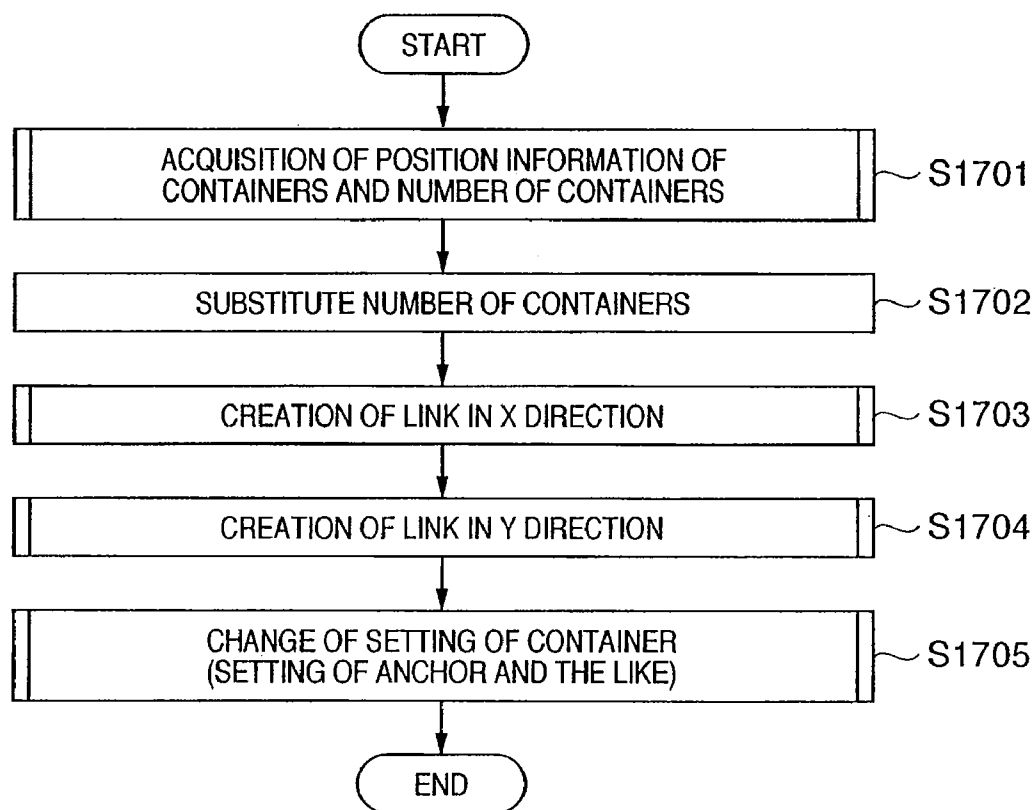 START
ACQUISITION OF POSITION INFORMATION OF
CONTAINERS AND NUMBER OF CONTAINERS
S1701
SUBSTITUTE NUMBER OF CONTAINERS
S1702
CREATION OF LINK IN X DIRECTION
S1703
CREATION OF LINK IN Y DIRECTION
S1704
CHANGE OF SETTING OF CONTAINER
(SETTING OF ANCHOR AND THE LIKE)
S1705
END